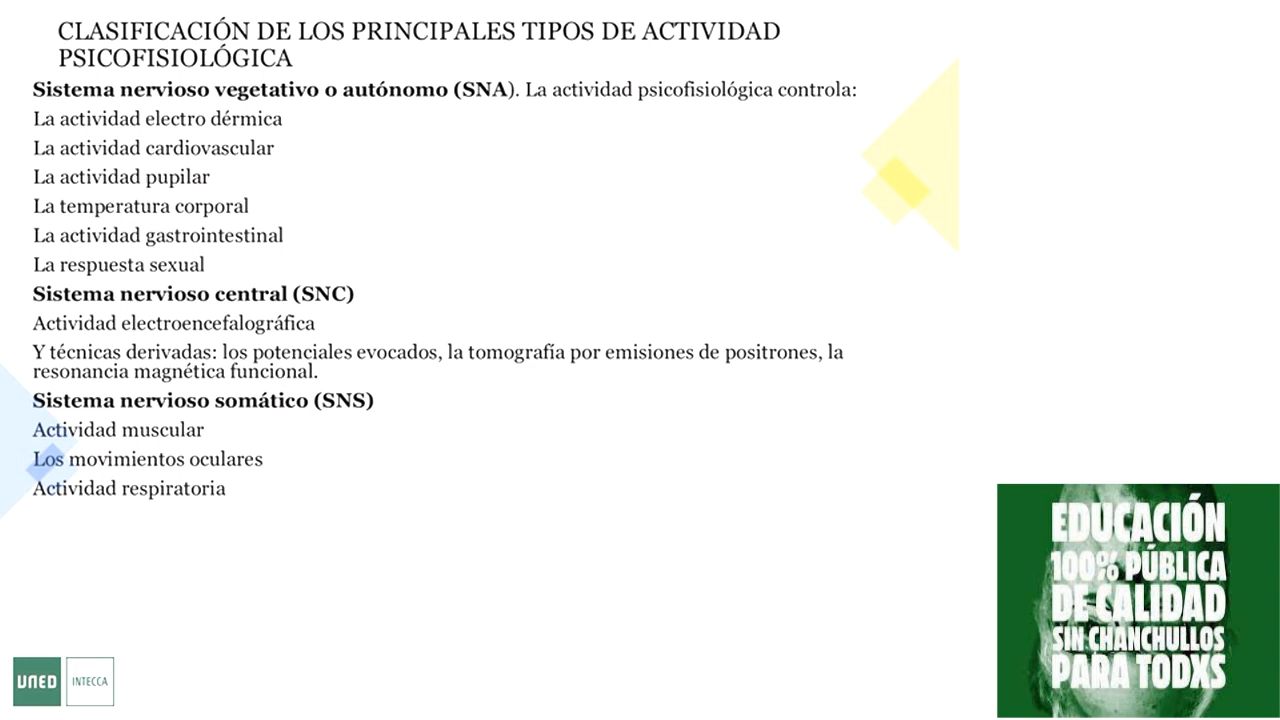 CLASIFICACIÓN DE LOS PRINCIPALES TIPOS DE ACTIVIDAD
PSICOFISIOLÓGICA
Sistema nervioso vegetativo o autónomo (SNA). La actividad psicofisiológica controla:
La actividad electro dérmica
La actividad cardiovascular
La actividad pupilar
La temperatura corporal
La actividad gastrointestinal
La respuesta sexual
Sistema nervioso central (SNC)
Actividad electroencefalográfica
Y técnicas derivadas: los potenciales evocados, la tomografía por emisiones de positrones, la
resonancia magnética funcional.
Sistema nervioso somático (SNS)
Actividad muscular
Los movimientos oculares
Actividad respiratoria
EDUCACIÓN
100% PÚBLICA
DE CALIDAD
SIN CHANCHULLOS
PARA TODXS
UNED
INTECCA